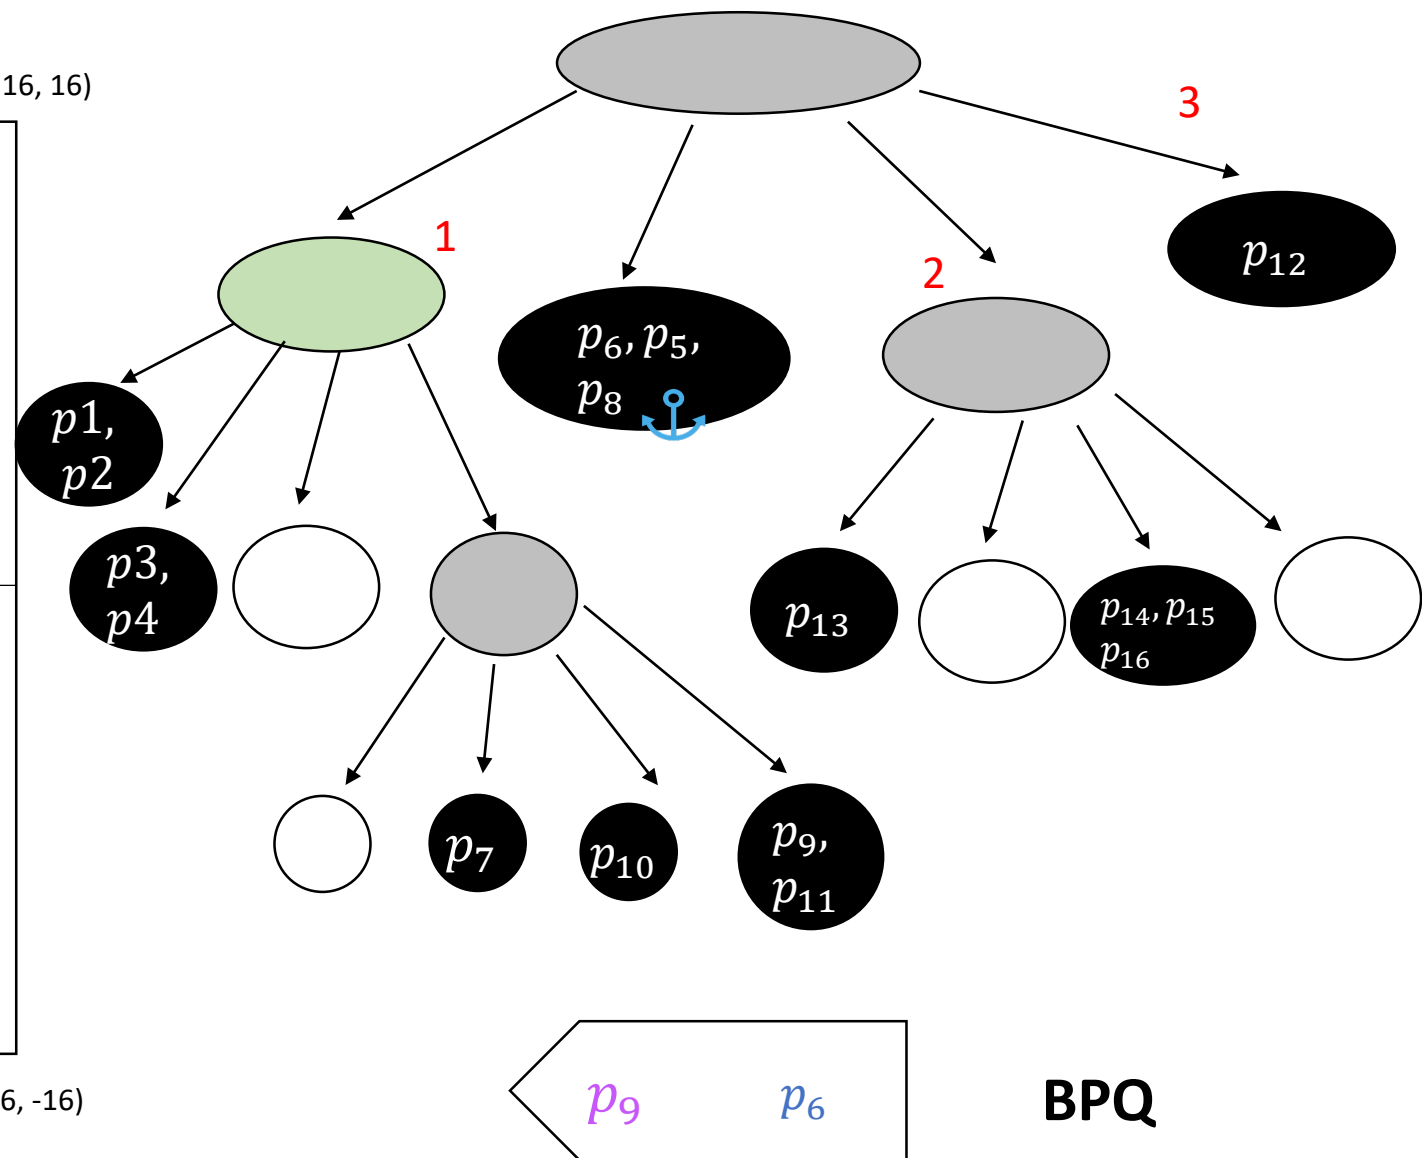 16, 16)
3
1
p₁₂
2
p₆, p₅,
p₈
p1,
p2
p3,
p4
p₁₃
p₁₄, p₁₅
p₁₆
p₇
p₁₀
p₉,
p₁₁
6, -16)
p₉ p₆
BPQ